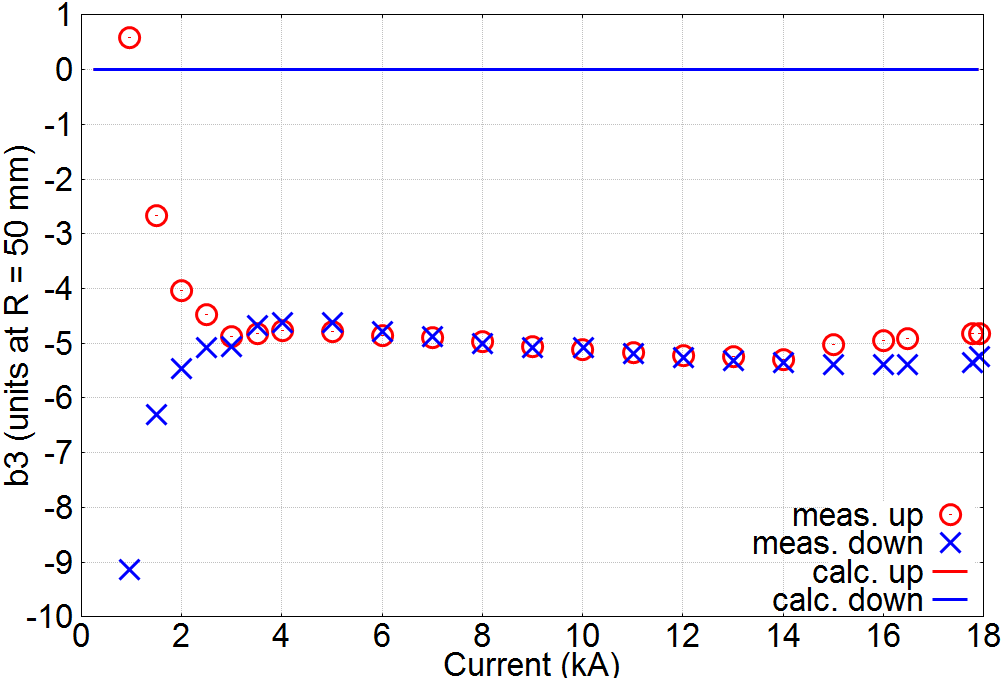 1
0
-1
-2
-3
-4
-5
-6
-7
-8
-9
-10
b3 (units at R = 50 mm)
meas. up
meas. down
calc. up
calc. down
0 2 4 6 8 10 12 14 16 18
Current (kA)